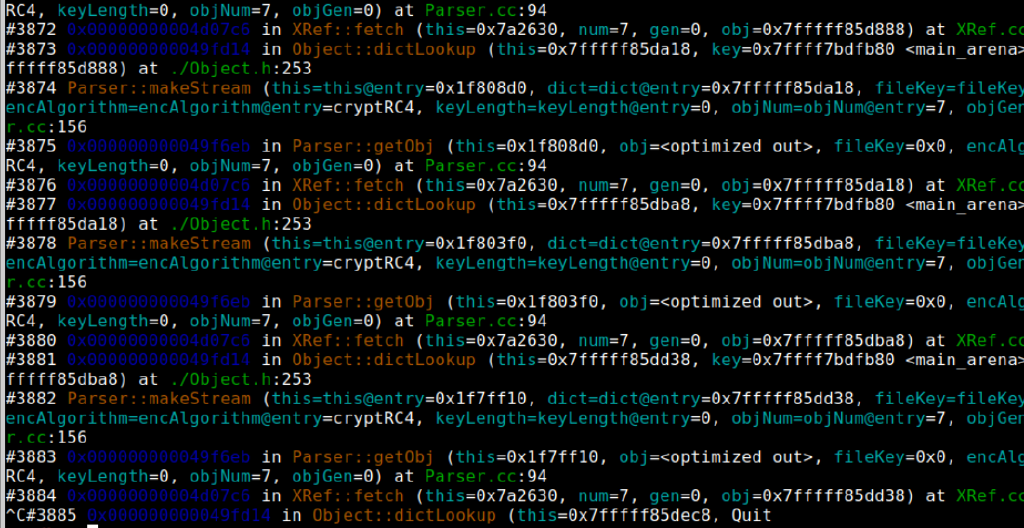 RC4, keyLength=0, objNum=7, objGen=0) at Parser.cc:94
#3872 0x00000000004d07c6 in XRef::fetch (this=0x7a2630, num=7, gen=0, obj=0x7fffff85d888) at XRef.cc
#3873 0x000000000049fd14 in Object::dictLookup (this=0x7fffff85da18, key=0x7ffff7bdfb80 <main_arena>
fffff85d888) at ./Object.h:253
#3874 Parser::makeStream (this=this@entry=0x1f808d0, dict=dict@entry=0x7fffff85da18, fileKey=fileKey
encAlgorithm=encAlgorithm@entry=cryptRC4, keyLength=keyLength@entry=0, objNum=objNum@entry=7, objGen
r.cc:156
#3875 0x000000000049f6eb in Parser::getObj (this=0x1f808d0, obj=<optimized out>, fileKey=0x0, encAlg
RC4, keyLength=0, objNum=7, objGen=0) at Parser.cc:94
#3876 0x00000000004d07c6 in XRef::fetch (this=0x7a2630, num=7, gen=0, obj=0x7fffff85da18) at XRef.cc
#3877 0x000000000049fd14 in Object::dictLookup (this=0x7fffff85dba8, key=0x7ffff7bdfb80 <main_arena>
fffff85da18) at ./Object.h:253
#3878 Parser::makeStream (this=this@entry=0x1f803f0, dict=dict@entry=0x7fffff85dba8, fileKey=fileKey
encAlgorithm=encAlgorithm@entry=cryptRC4, keyLength=keyLength@entry=0, objNum=objNum@entry=7, objGen
r.cc:156
#3879 0x000000000049f6eb in Parser::getObj (this=0x1f803f0, obj=<optimized out>, fileKey=0x0, encAlg
RC4, keyLength=0, objNum=7, objGen=0) at Parser.cc:94
#3880 0x00000000004d07c6 in XRef::fetch (this=0x7a2630, num=7, gen=0, obj=0x7fffff85dba8) at XRef.cc
#3881 0x000000000049fd14 in Object::dictLookup (this=0x7fffff85dd38, key=0x7ffff7bdfb80 <main_arena>
fffff85dba8) at ./Object.h:253
#3882 Parser::makeStream (this=this@entry=0x1f7ff10, dict=dict@entry=0x7fffff85dd38, fileKey=fileKey
encAlgorithm=encAlgorithm@entry=cryptRC4, keyLength=keyLength@entry=0, objNum=objNum@entry=7, objGen
r.cc:156
#3883 0x000000000049f6eb in Parser::getObj (this=0x1f7ff10, obj=<optimized out>, fileKey=0x0, encAlg
RC4, keyLength=0, objNum=7, objGen=0) at Parser.cc:94
#3884 0x00000000004d07c6 in XRef::fetch (this=0x7a2630, num=7, gen=0, obj=0x7fffff85dd38) at XRef.cc
^C#3885 0x000000000049fd14 in Object::dictLookup (this=0x7fffff85dec8, Quit